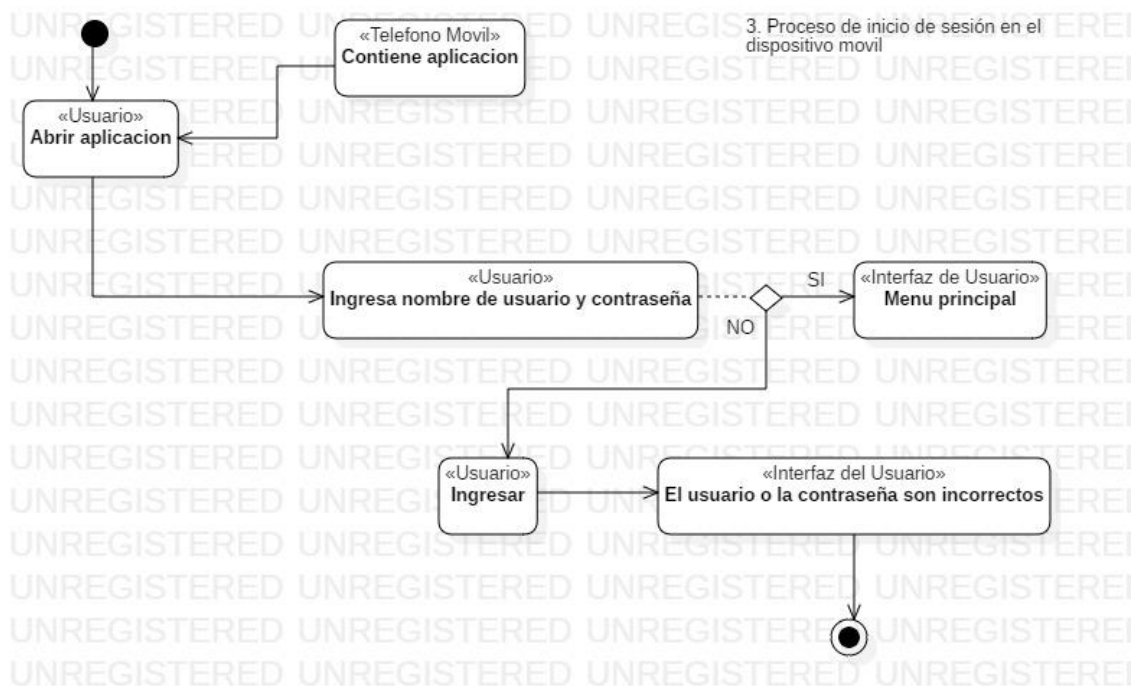 «Telefono Movil»
Contiene aplicacion
3. Proceso de inicio de sesión en el
dispositivo movil
«Usuario»
Abrir aplicacion
«Usuario»
Ingresa nombre de usuario y contraseña
SI
«Interfaz de Usuario»
Menu principal
NO
«Usuario»
Ingresar
«Interfaz del Usuario»
El usuario o la contraseña son incorrectos
UNREGISTERED